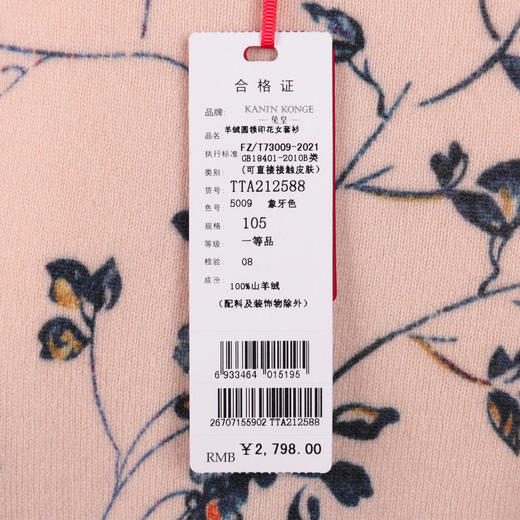 合格证
品牌: KANIN KONGE
兔皇
品名: 羊绒圆领印花女套衫
执行标准 FZ/T73009-2021
GB18401-2010B类
类别: (可直接接触皮肤)
货号: TTA212588
色号: 5009 象牙色
规格: 105
等级 一等品
检验 08
成份: 100%山羊绒
(配料及装饰物除外)
6 933464 015195
26707155902 TTA212588
RMB ￥2,798.00